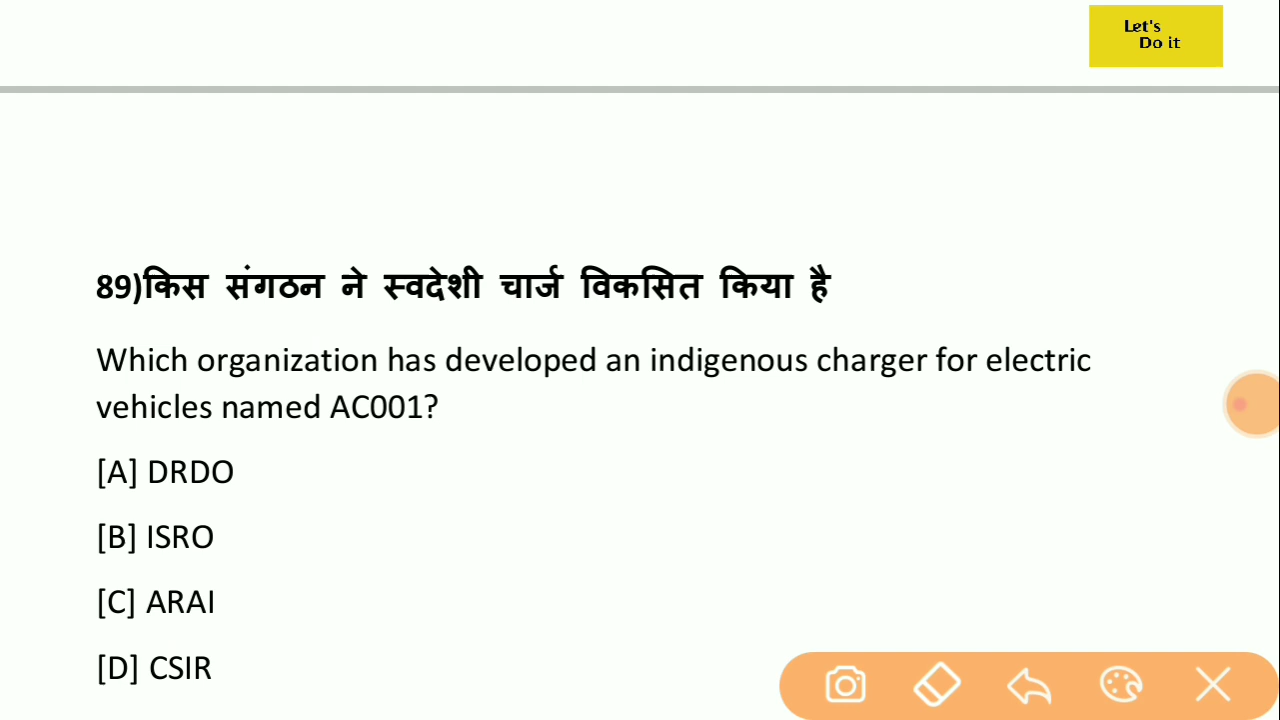 Let's
Do it
89)किस संगठन ने स्वदेशी चार्ज विकसित किया है
Which organization has developed an indigenous charger for electric
vehicles named AC001?
[A] DRDO
[B] ISRO
[C] ARAI
[D] CSIR